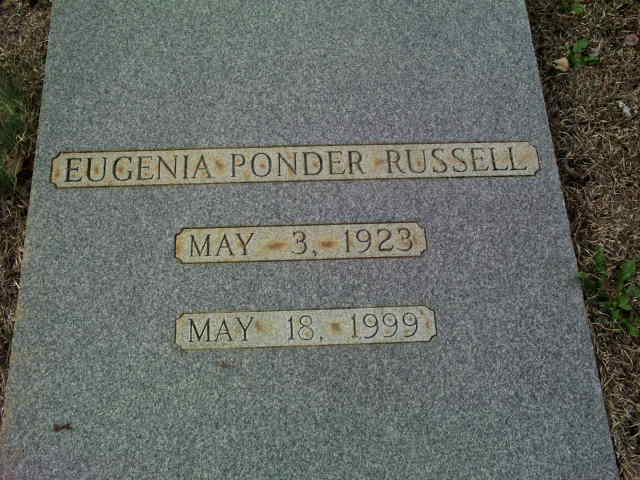 EUGENIA PONDER RUSSELL
MAY 3, 1923
MAY 18, 1999